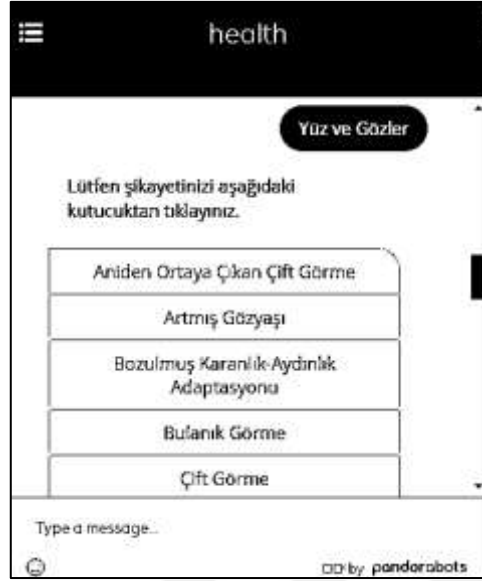 health
Yüz ve Gözler
Lütfen şikayetinizi aşağıdaki
kutucuktan tıklayınız.
Aniden Ortaya Çıkan Çift Görme
Artmış Gözyaşı
Bozulmuş Karanlık-Aydınlık
Adaptasyonu
Bulanık Görme
Çift Görme
Type a message...
by pandorabots